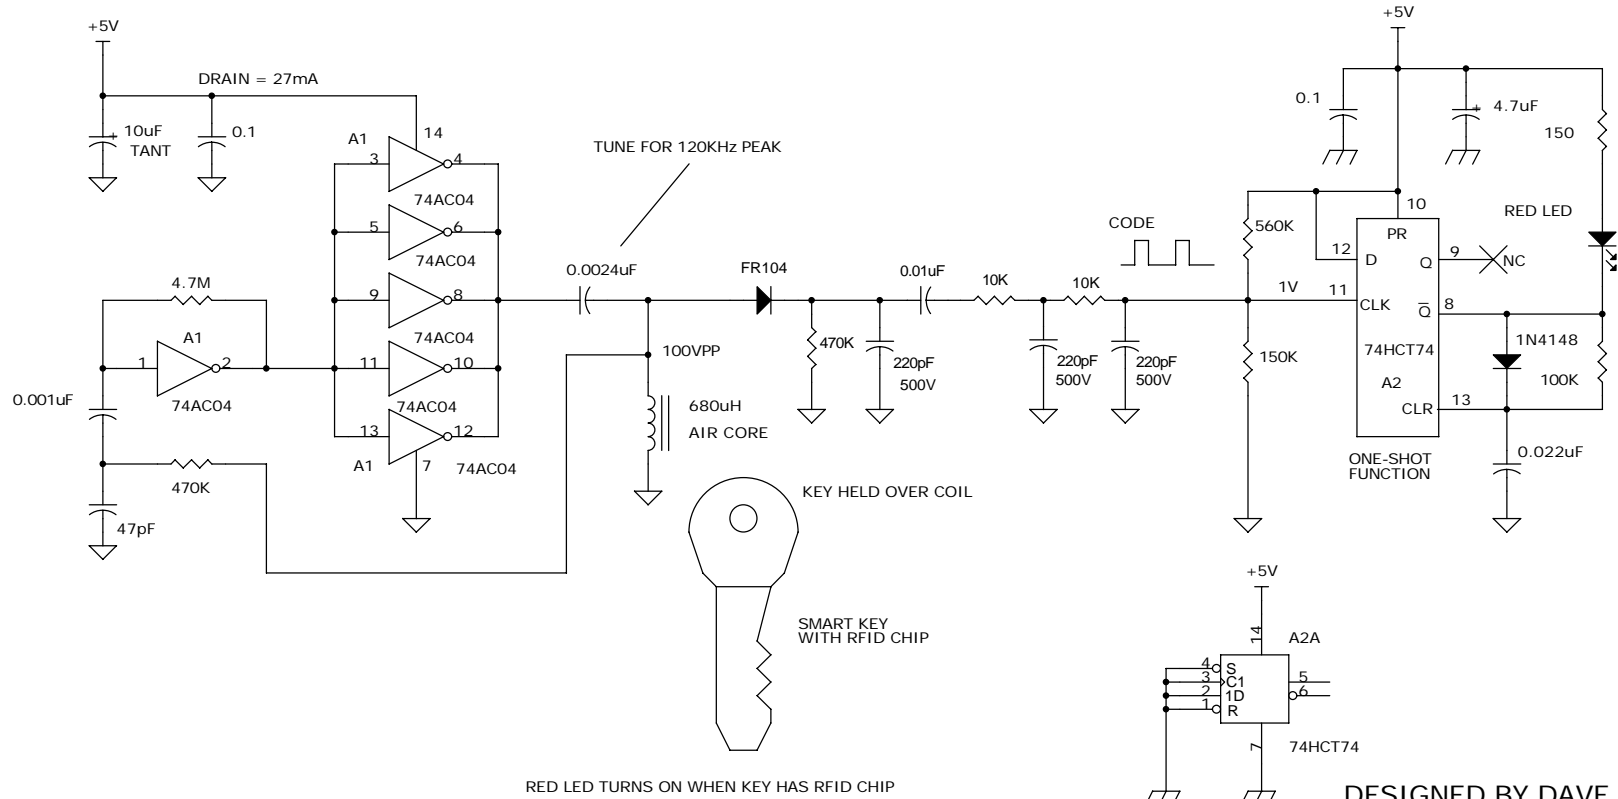 +5V
DRAIN = 27mA
10uF
TANT
0.1
A1
14
3
4
74AC04
5
6
74AC04
9
8
74AC04
11
10
74AC04
13
12
A1
7
74AC04
4.7M
A1
1
2
74AC04
0.001uF
470K
47pF
TUNE FOR 120KHz PEAK
0.0024uF
100VPP
680uH
AIR CORE
FR104
470K
220pF
500V
0.01uF
10K
10K
220pF
500V
220pF
500V
CODE
560K
1V
150K
+5V
0.1
4.7uF
150
RED LED
10
PR
12
D
Q
9
NC
11
CLK
Q
8
74HCT74
A2
CLR
13
1N4148
100K
0.022uF
ONE-SHOT
FUNCTION
KEY HELD OVER COIL
SMART KEY
WITH RFID CHIP
RED LED TURNS ON WHEN KEY HAS RFID CHIP
+5V
14
A2A
4
S
3
C1
2
1D
1
R
5
6
7
74HCT74
DESIGNED BY DAVE